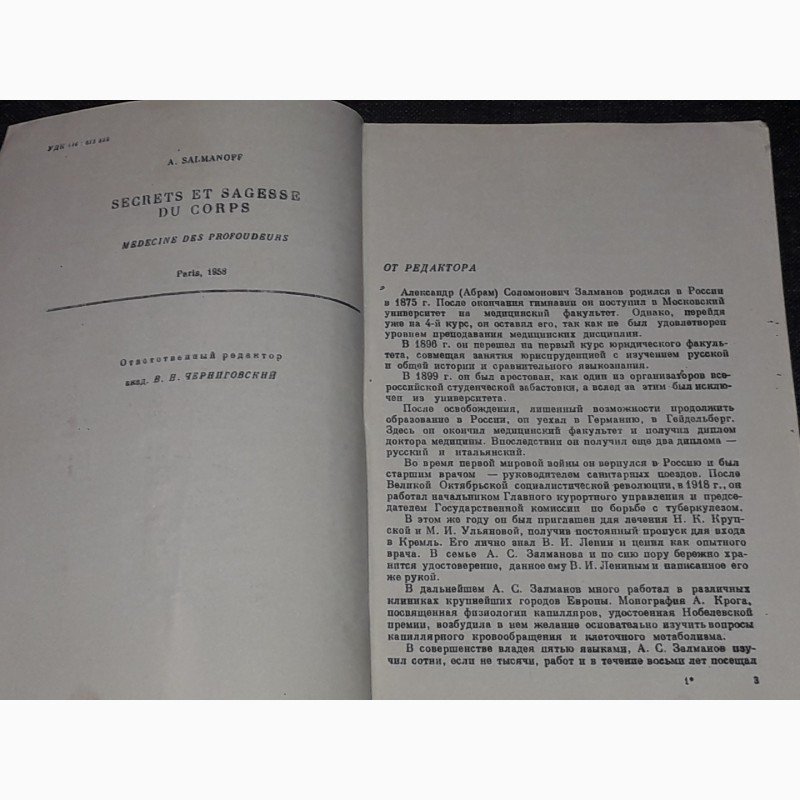 УДК
A. SALMANOFF
SECRETS ET SAGESSE
DU CORPS
MEDECINE DES PROFOUDEURS
Paris, 1958
Ответственный редактор
акад. В. Н. ЧЕРНИГОВСКИЙ
ОТ РЕДАКТОРА
Александр (Абрам) Соломонович Залманов родился в России
в 1875 г. После окончания гимназии он поступил в Московский
университет на медицинский факультет. Однако, перейдя
уже на 4-й курс, он оставил его, так как не был удовлетворен
уровнем преподавания медицинских дисциплин.
В 1896 г. он перешел на первый курс юридического факуль-
тета, совмещая занятия юриспруденцией с изучением русской
и общей истории и сравнительного языкознания.
В 1899 г. он был арестован, как один из организаторов все-
российской студенческой забастовки, а вслед за этим был исклю-
чен из университета.
После освобождения, лишенный возможности продолжить
образование в России, он уехал в Германию, в Гейдельберг.
Здесь он окончил медицинский факультет и получил диплом
доктора медицины. Впоследствии он получил еще два диплома —
русский и итальянский.
Во время первой мировой войны он вернулся в Россию и был
старшим врачом — руководителем санитарных поездов. После
Великой Октябрьской социалистической революции, в 1918 г., он
работал начальником Главного курортного управления и предсе-
дателем Государственной комиссии по борьбе с туберкулезом.
В этом же году он был приглашен для лечения Н. К. Круп-
ской и М. И. Ульяновой, получив постоянный пропуск для входа
в Кремль. Его лично знал В. И. Ленин и ценил как опытного
врача. В семье А. С. Залманова и по сию пору бережно хра-
нится удостоверение, данное ему В. И. Лениным и написанное его
же рукой.
В дальнейшем А. С. Залманов много работал в различных
клиниках крупнейших городов Европы. Монография А. Крога,
посвященная физиологии капилляров, удостоенная Нобелевской
премии, возбудила в нем желание основательно изучить вопросы
капиллярного кровообращения и клеточного метаболизма.
В совершенстве владея пятью языками, А. С. Залманов изу-
чил сотни, если не тысячи, работ и в течение восьми лет посещал
1* 3